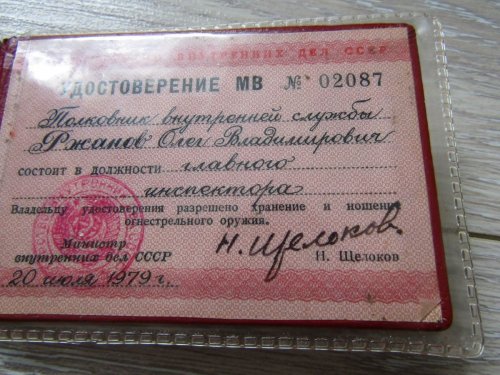 ВНУТРЕННИХ ДЕЛ СССР
УДОСТОВЕРЕНИЕ МВ № 02087
Полковник внутренней службы
Ржанов Олег Владимирович
состоит в должности главного
инспектора
Владельцу удостоверения разрешено хранение и ношение
огнестрельного оружия.
Министр
внутренних дел СССР
Н. Щелоков
Н. Щелоков
20 июля 1979 г.